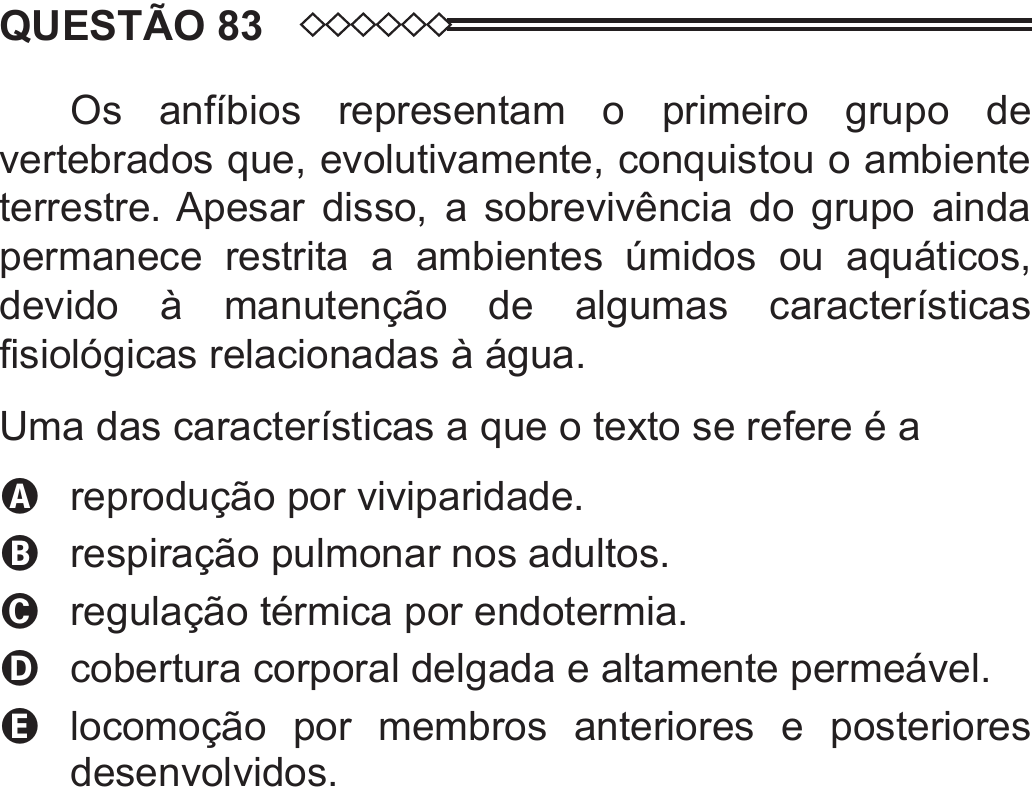 QUESTÃO 83
Os anfíbios representam o primeiro grupo de
vertebrados que, evolutivamente, conquistou o ambiente
terrestre. Apesar disso, a sobrevivência do grupo ainda
permanece restrita a ambientes úmidos ou aquáticos,
devido à manutenção de algumas características
fisiológicas relacionadas à água.
Uma das características a que o texto se refere é a
A reprodução por viviparidade.
B respiração pulmonar nos adultos.
C regulação térmica por endotermia.
D cobertura corporal delgada e altamente permeável.
E locomoção por membros anteriores e posteriores
desenvolvidos.